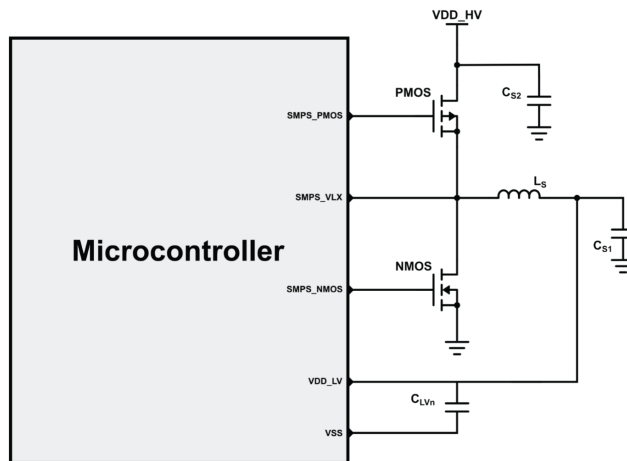 VDD_HV
PMOS
CS2
SMPS_PMOS
LS
SMPS_VLX
CS1
Microcontroller
NMOS
SMPS_NMOS
VDD_LV
CLVn
VSS